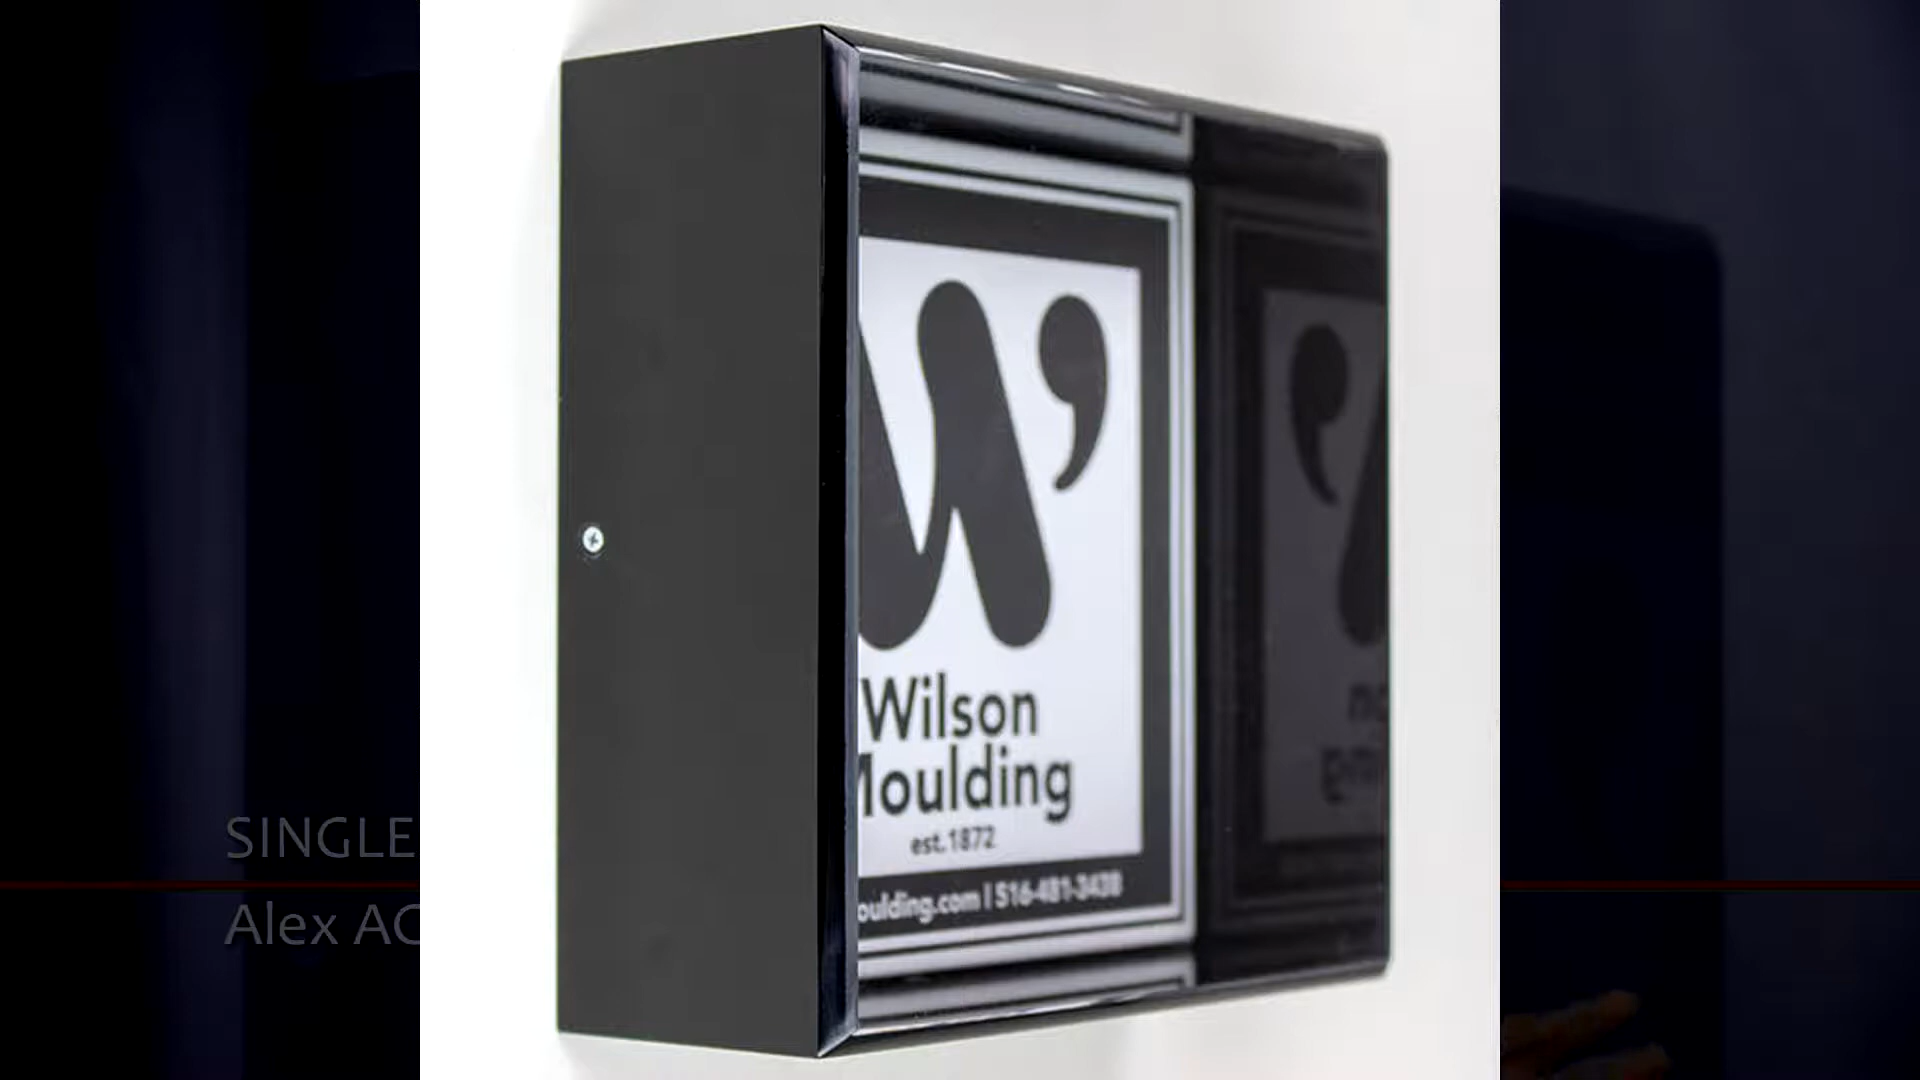 W'
Wilson
Moulding
est.1872
oulding.com | 516-481-3438
SINGLE
Alex AC